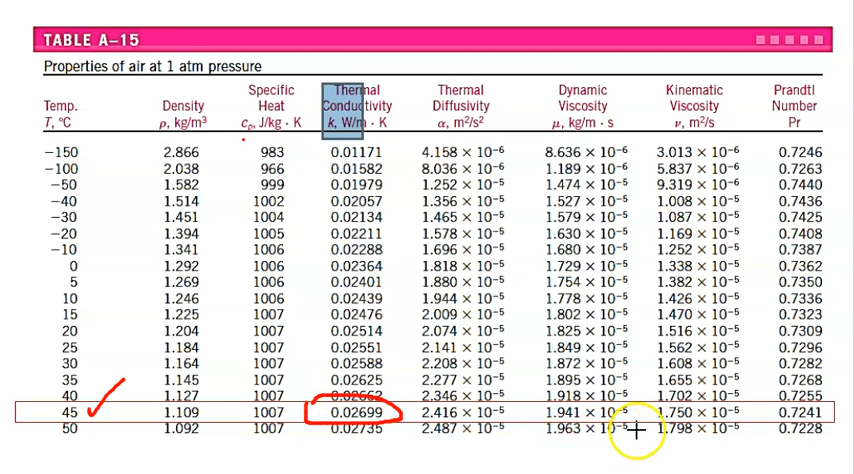 TABLE A–15
Properties of air at 1 atm pressure
Specific Thermal Thermal Dynamic Kinematic Prandtl
Temp. Density Heat Conductivity Diffusivity Viscosity Viscosity Number
T, °C ρ, kg/m³ cp, J/kg · K k, W/m · K α, m²/s² μ, kg/m · s ν, m²/s Pr
−150 2.866 983 0.01171 4.158 × 10⁻⁶ 8.636 × 10⁻⁶ 3.013 × 10⁻⁶ 0.7246
−100 2.038 966 0.01582 8.036 × 10⁻⁶ 1.189 × 10⁻⁶ 5.837 × 10⁻⁶ 0.7263
−50 1.582 999 0.01979 1.252 × 10⁻⁵ 1.474 × 10⁻⁵ 9.319 × 10⁻⁶ 0.7440
−40 1.514 1002 0.02057 1.356 × 10⁻⁵ 1.527 × 10⁻⁵ 1.008 × 10⁻⁵ 0.7436
−30 1.451 1004 0.02134 1.465 × 10⁻⁵ 1.579 × 10⁻⁵ 1.087 × 10⁻⁵ 0.7425
−20 1.394 1005 0.02211 1.578 × 10⁻⁵ 1.630 × 10⁻⁵ 1.169 × 10⁻⁵ 0.7408
−10 1.341 1006 0.02288 1.696 × 10⁻⁵ 1.680 × 10⁻⁵ 1.252 × 10⁻⁵ 0.7387
0 1.292 1006 0.02364 1.818 × 10⁻⁵ 1.729 × 10⁻⁵ 1.338 × 10⁻⁵ 0.7362
5 1.269 1006 0.02401 1.880 × 10⁻⁵ 1.754 × 10⁻⁵ 1.382 × 10⁻⁵ 0.7350
10 1.246 1006 0.02439 1.944 × 10⁻⁵ 1.778 × 10⁻⁵ 1.426 × 10⁻⁵ 0.7336
15 1.225 1007 0.02476 2.009 × 10⁻⁵ 1.802 × 10⁻⁵ 1.470 × 10⁻⁵ 0.7323
20 1.204 1007 0.02514 2.074 × 10⁻⁵ 1.825 × 10⁻⁵ 1.516 × 10⁻⁵ 0.7309
25 1.184 1007 0.02551 2.141 × 10⁻⁵ 1.849 × 10⁻⁵ 1.562 × 10⁻⁵ 0.7296
30 1.164 1007 0.02588 2.208 × 10⁻⁵ 1.872 × 10⁻⁵ 1.608 × 10⁻⁵ 0.7282
35 1.145 1007 0.02625 2.277 × 10⁻⁵ 1.895 × 10⁻⁵ 1.655 × 10⁻⁵ 0.7268
40 1.127 1007 2.346 × 10⁻⁵ 1.918 × 10⁻⁵ 1.702 × 10⁻⁵ 0.7255
45 1.109 1007 0.02699 2.416 × 10⁻⁵ 1.941 × 10⁻⁵ 1.750 × 10⁻⁵ 0.7241
50 1.092 1007 0.02735 2.487 × 10⁻⁵ 1.963 × 10⁻⁵ 1.798 × 10⁻⁵ 0.7228